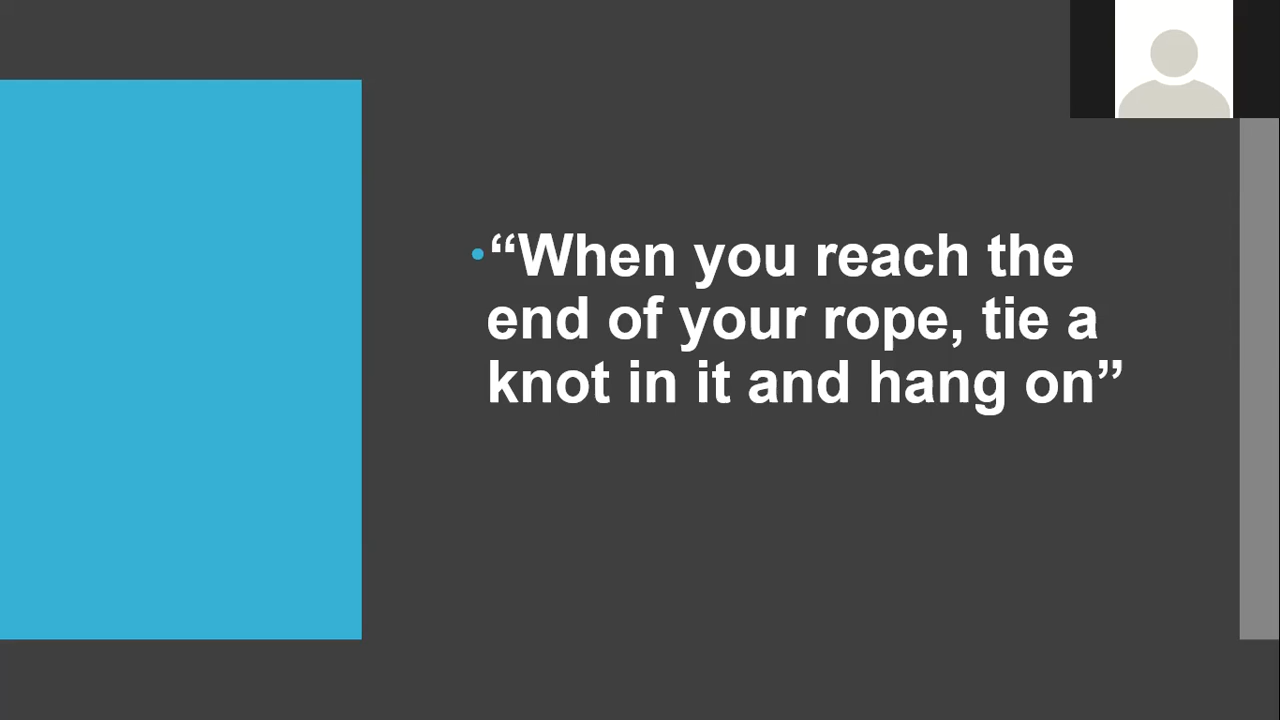 •“When you reach the
end of your rope, tie a
knot in it and hang on”